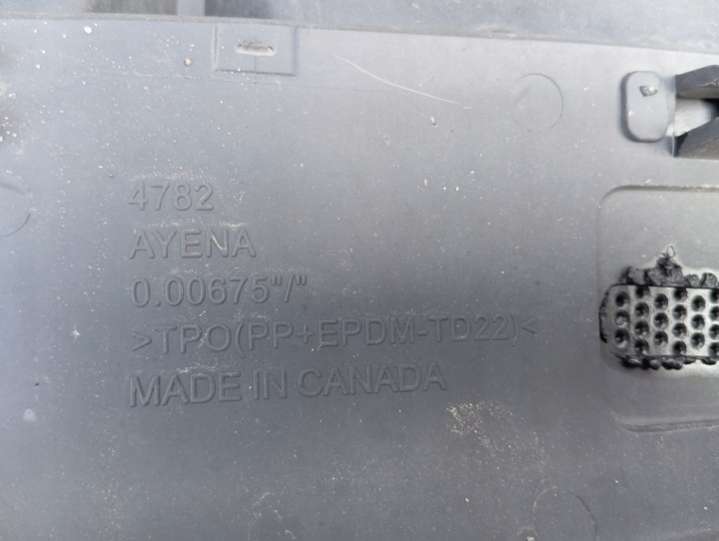 4782
AYENA
0.00675"/"
>TPO(PP+EPDM-TD22)<
MADE IN CANADA